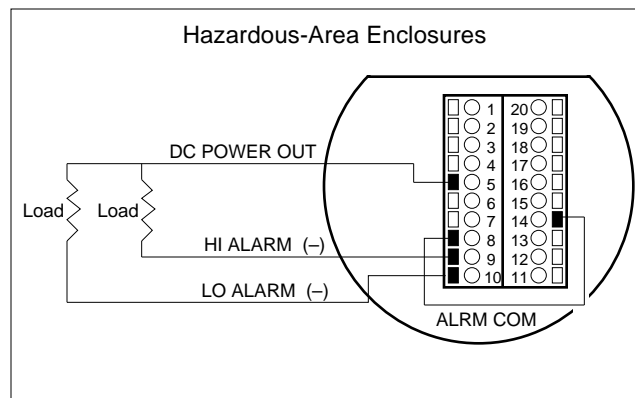 Hazardous-Area Enclosures
1 20
2 19
3 18
DC POWER OUT 4 17
5 16
6 15
Load Load 7 14
8 13
HI ALARM (–) 9 12
LO ALARM (–) 10 11
ALRM COM